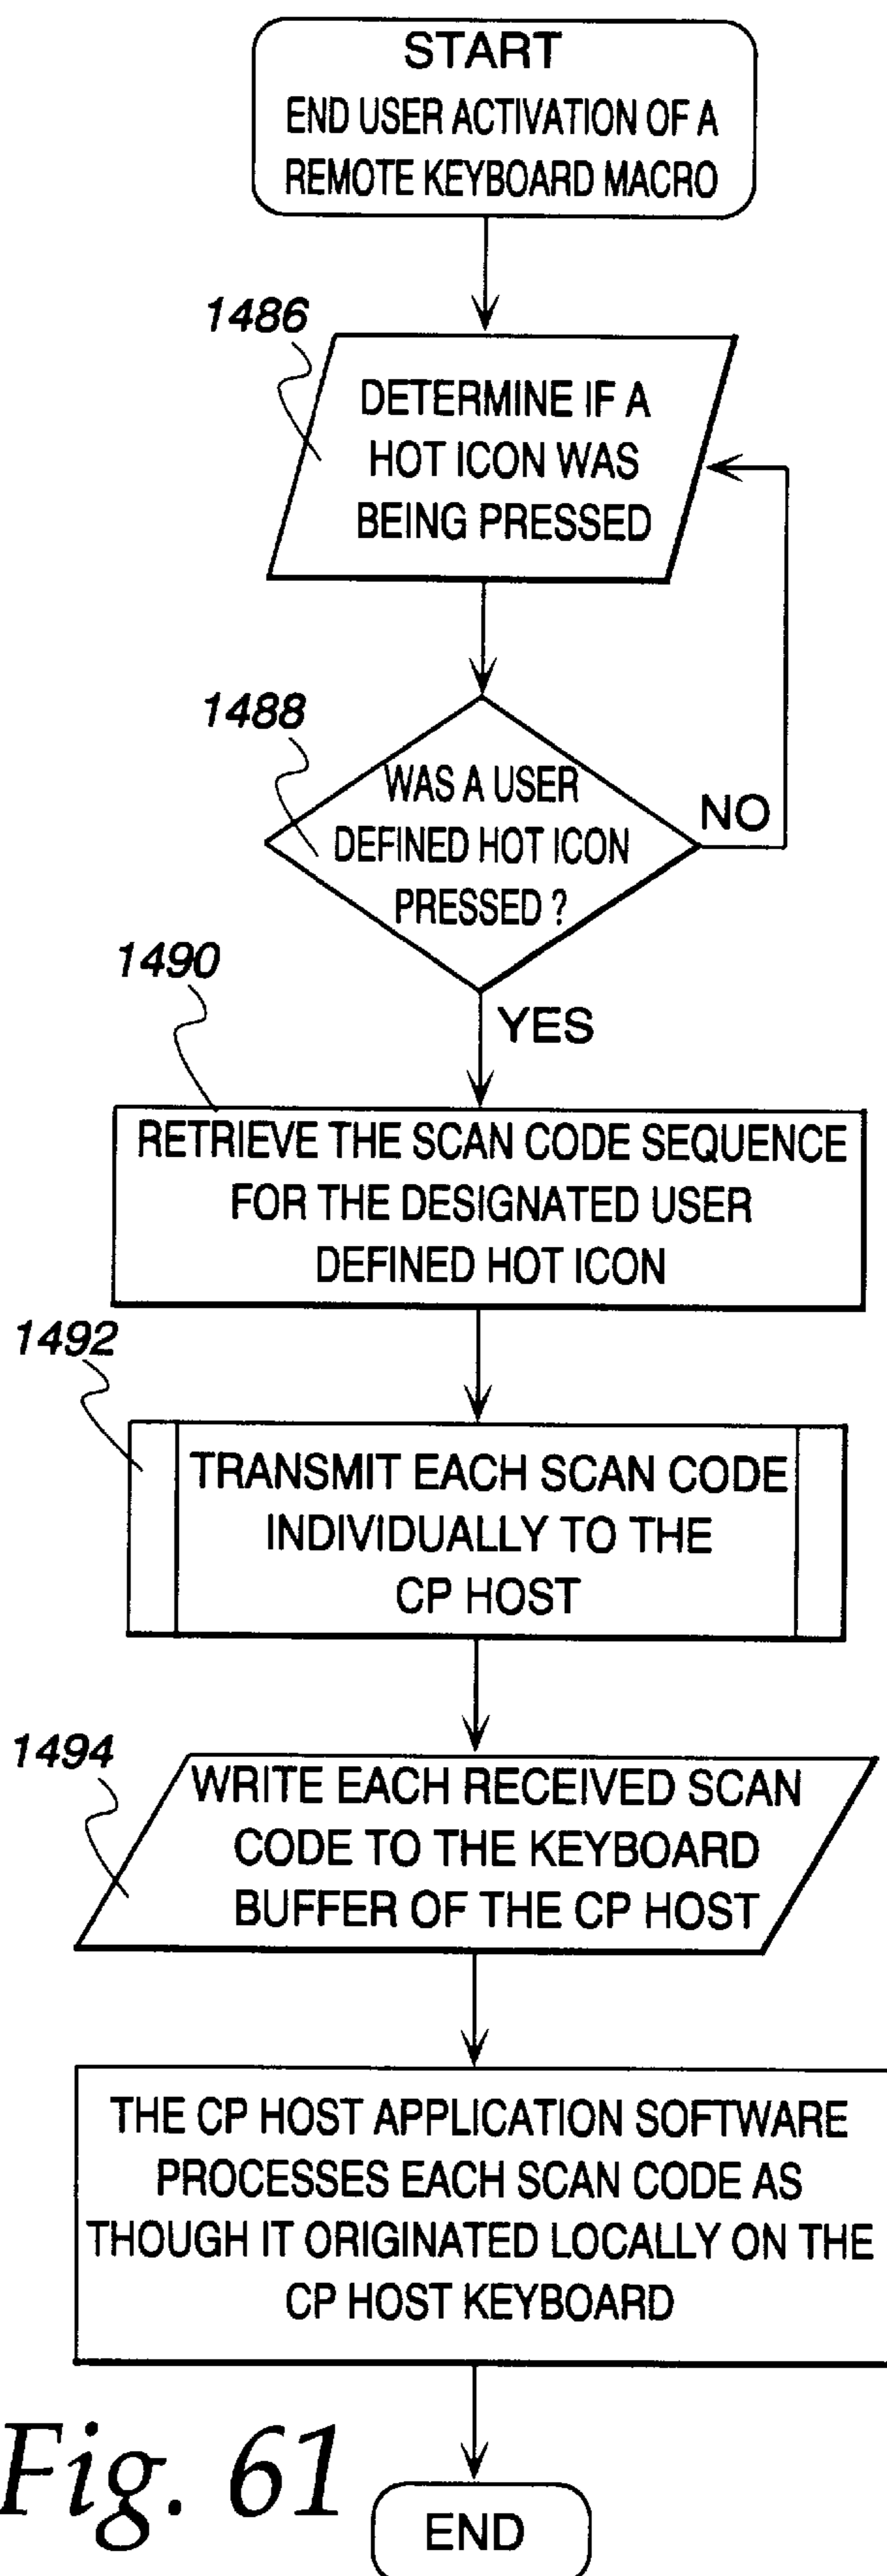 START
END USER ACTIVATION OF A
REMOTE KEYBOARD MACRO
1486
DETERMINE IF A
HOT ICON WAS
BEING PRESSED
1488
WAS A USER
DEFINED HOT ICON
PRESSED ?
NO
1490
YES
RETRIEVE THE SCAN CODE SEQUENCE
FOR THE DESIGNATED USER
DEFINED HOT ICON
1492
TRANSMIT EACH SCAN CODE
INDIVIDUALLY TO THE
CP HOST
1494
WRITE EACH RECEIVED SCAN
CODE TO THE KEYBOARD
BUFFER OF THE CP HOST
THE CP HOST APPLICATION SOFTWARE
PROCESSES EACH SCAN CODE AS
THOUGH IT ORIGINATED LOCALLY ON THE
CP HOST KEYBOARD
Fig. 61
END